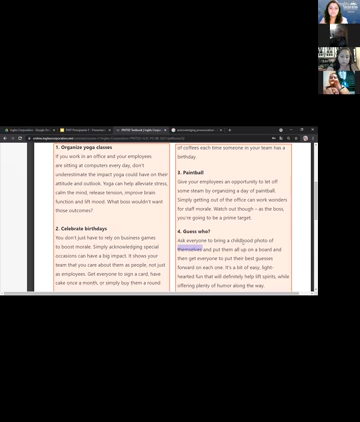 1. Organize yoga classes
If you work in an office and your employees
are sitting at computers every day, don't
underestimate the impact yoga could have on their
attitude and outlook. Yoga can help alleviate stress,
calm the mind, release tension, improve brain
function and lift mood. What boss wouldn't want
those outcomes?
2. Celebrate birthdays
You don't just have to rely on business games
to boost morale. Simply acknowledging special
occasions can have a big impact. It shows your
team that you care about them as people, not just
as employees. Get everyone to sign a card, have
cake once a month; or simply buy them a round
of coffees each time someone in your team has a
birthday.
3. Paintball
Give your employees an opportunity to let off
some steam by organizing a day of paintball.
Simply getting out of the office can work wonders
for staff morale. Watch out though – as the boss,
you're going to be a prime target.
4. Guess who?
Ask everyone to bring a childhood photo of
themselves and put them all up on a board and
then get everyone to put their best guesses
forward on each one. It's a bit of easy, light-
hearted fun that will definitely help lift spirits, while
offering plenty of humor along the way.